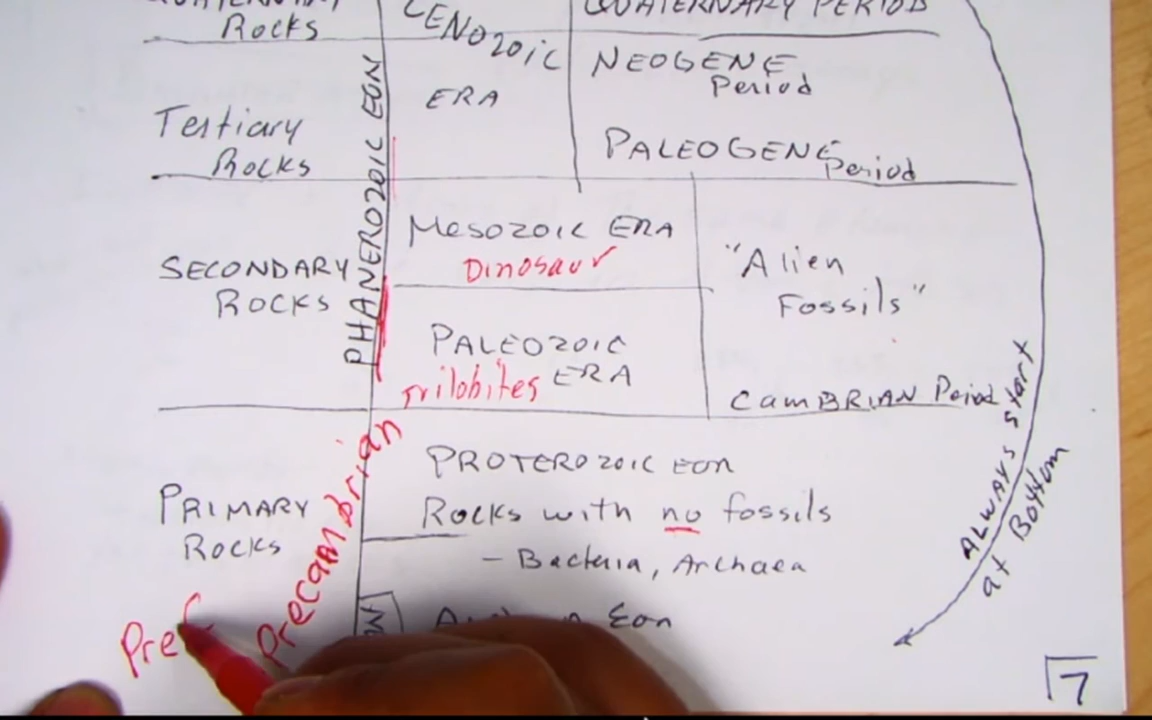 Rocks
CENOZOIC
ERA
QUATERNARY PERIOD
NEOGENE
Period
PALEOGENE Period
Tertiary
Rocks
PHANEROZOIC EON
SECONDARY
ROCKS
MESOZOIC ERA
Dinosaur
PALEOZOIC
ERA
Trilobites
"Alien
Fossils"
CAMBRIAN Period
PRIMARY
ROCKS
Precambrian
PreC
PROTEROZOIC EON
ROCKS with no fossils
- Bacteria, Archaea
Eon
ALWAYS start
at Bottom
7